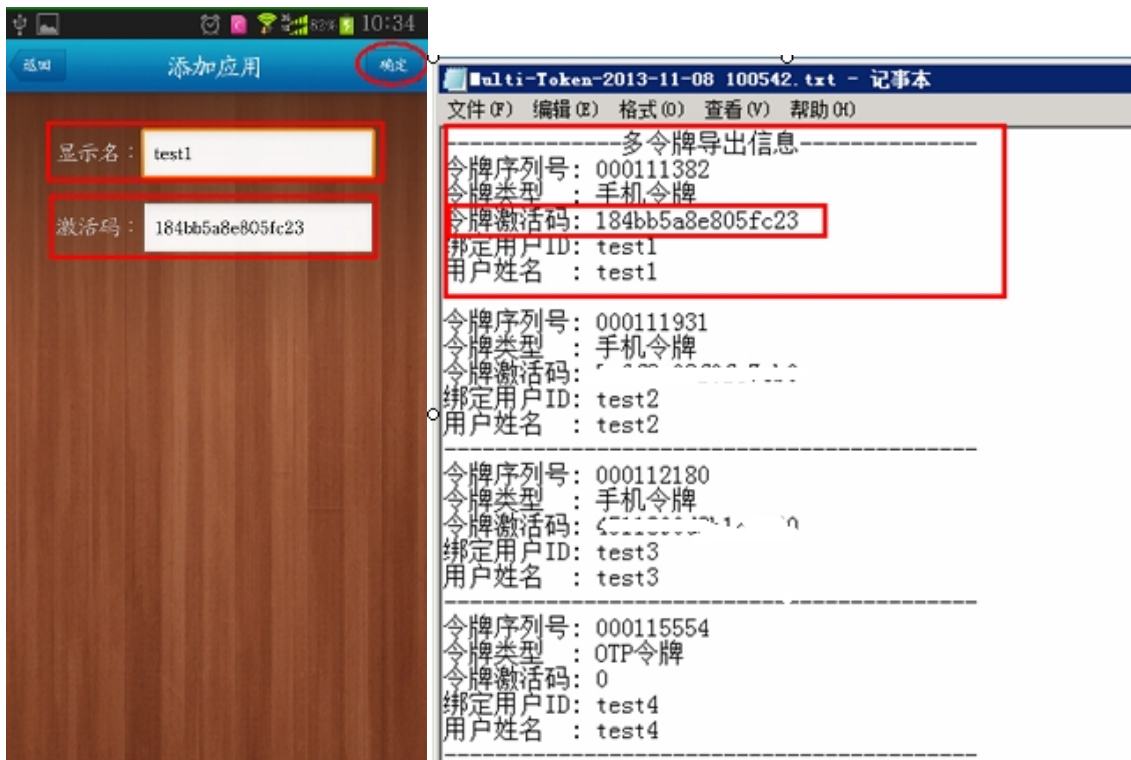 82% 10:34
返回 添加应用 确定
显示名： test1
激活码： 184bb5a8e805fc23
Multi-Token-2013-11-08 100542.txt - 记事本
文件(F) 编辑(E) 格式(O) 查看(V) 帮助(H)
---------------多令牌导出信息---------------
令牌序列号: 000111382
令牌类型 : 手机令牌
令牌激活码: 184bb5a8e805fc23
绑定用户ID: test1
用户姓名 : test1
令牌序列号: 000111931
令牌类型 : 手机令牌
令牌激活码:
绑定用户ID: test2
用户姓名 : test2
令牌序列号: 000112180
令牌类型 : 手机令牌
令牌激活码:
绑定用户ID: test3
用户姓名 : test3
令牌序列号: 000115554
令牌类型 : OTP令牌
令牌激活码: 0
绑定用户ID: test4
用户姓名 : test4